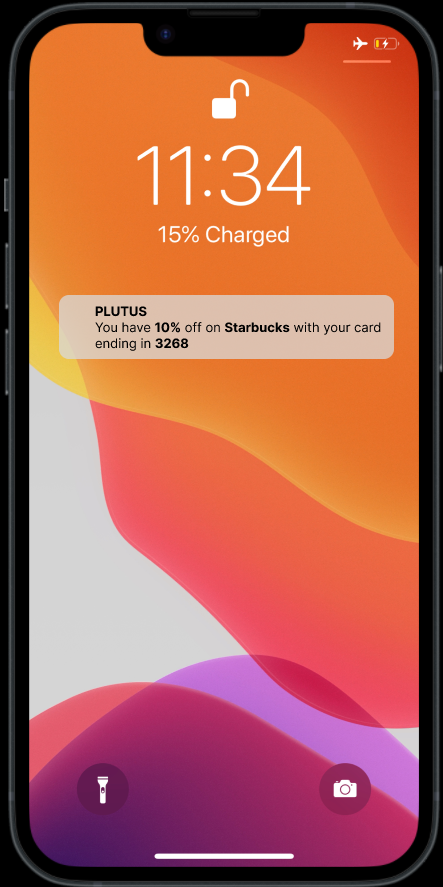 11:34
15% Charged
PLUTUS
You have 10% off on Starbucks with your card
ending in 3268